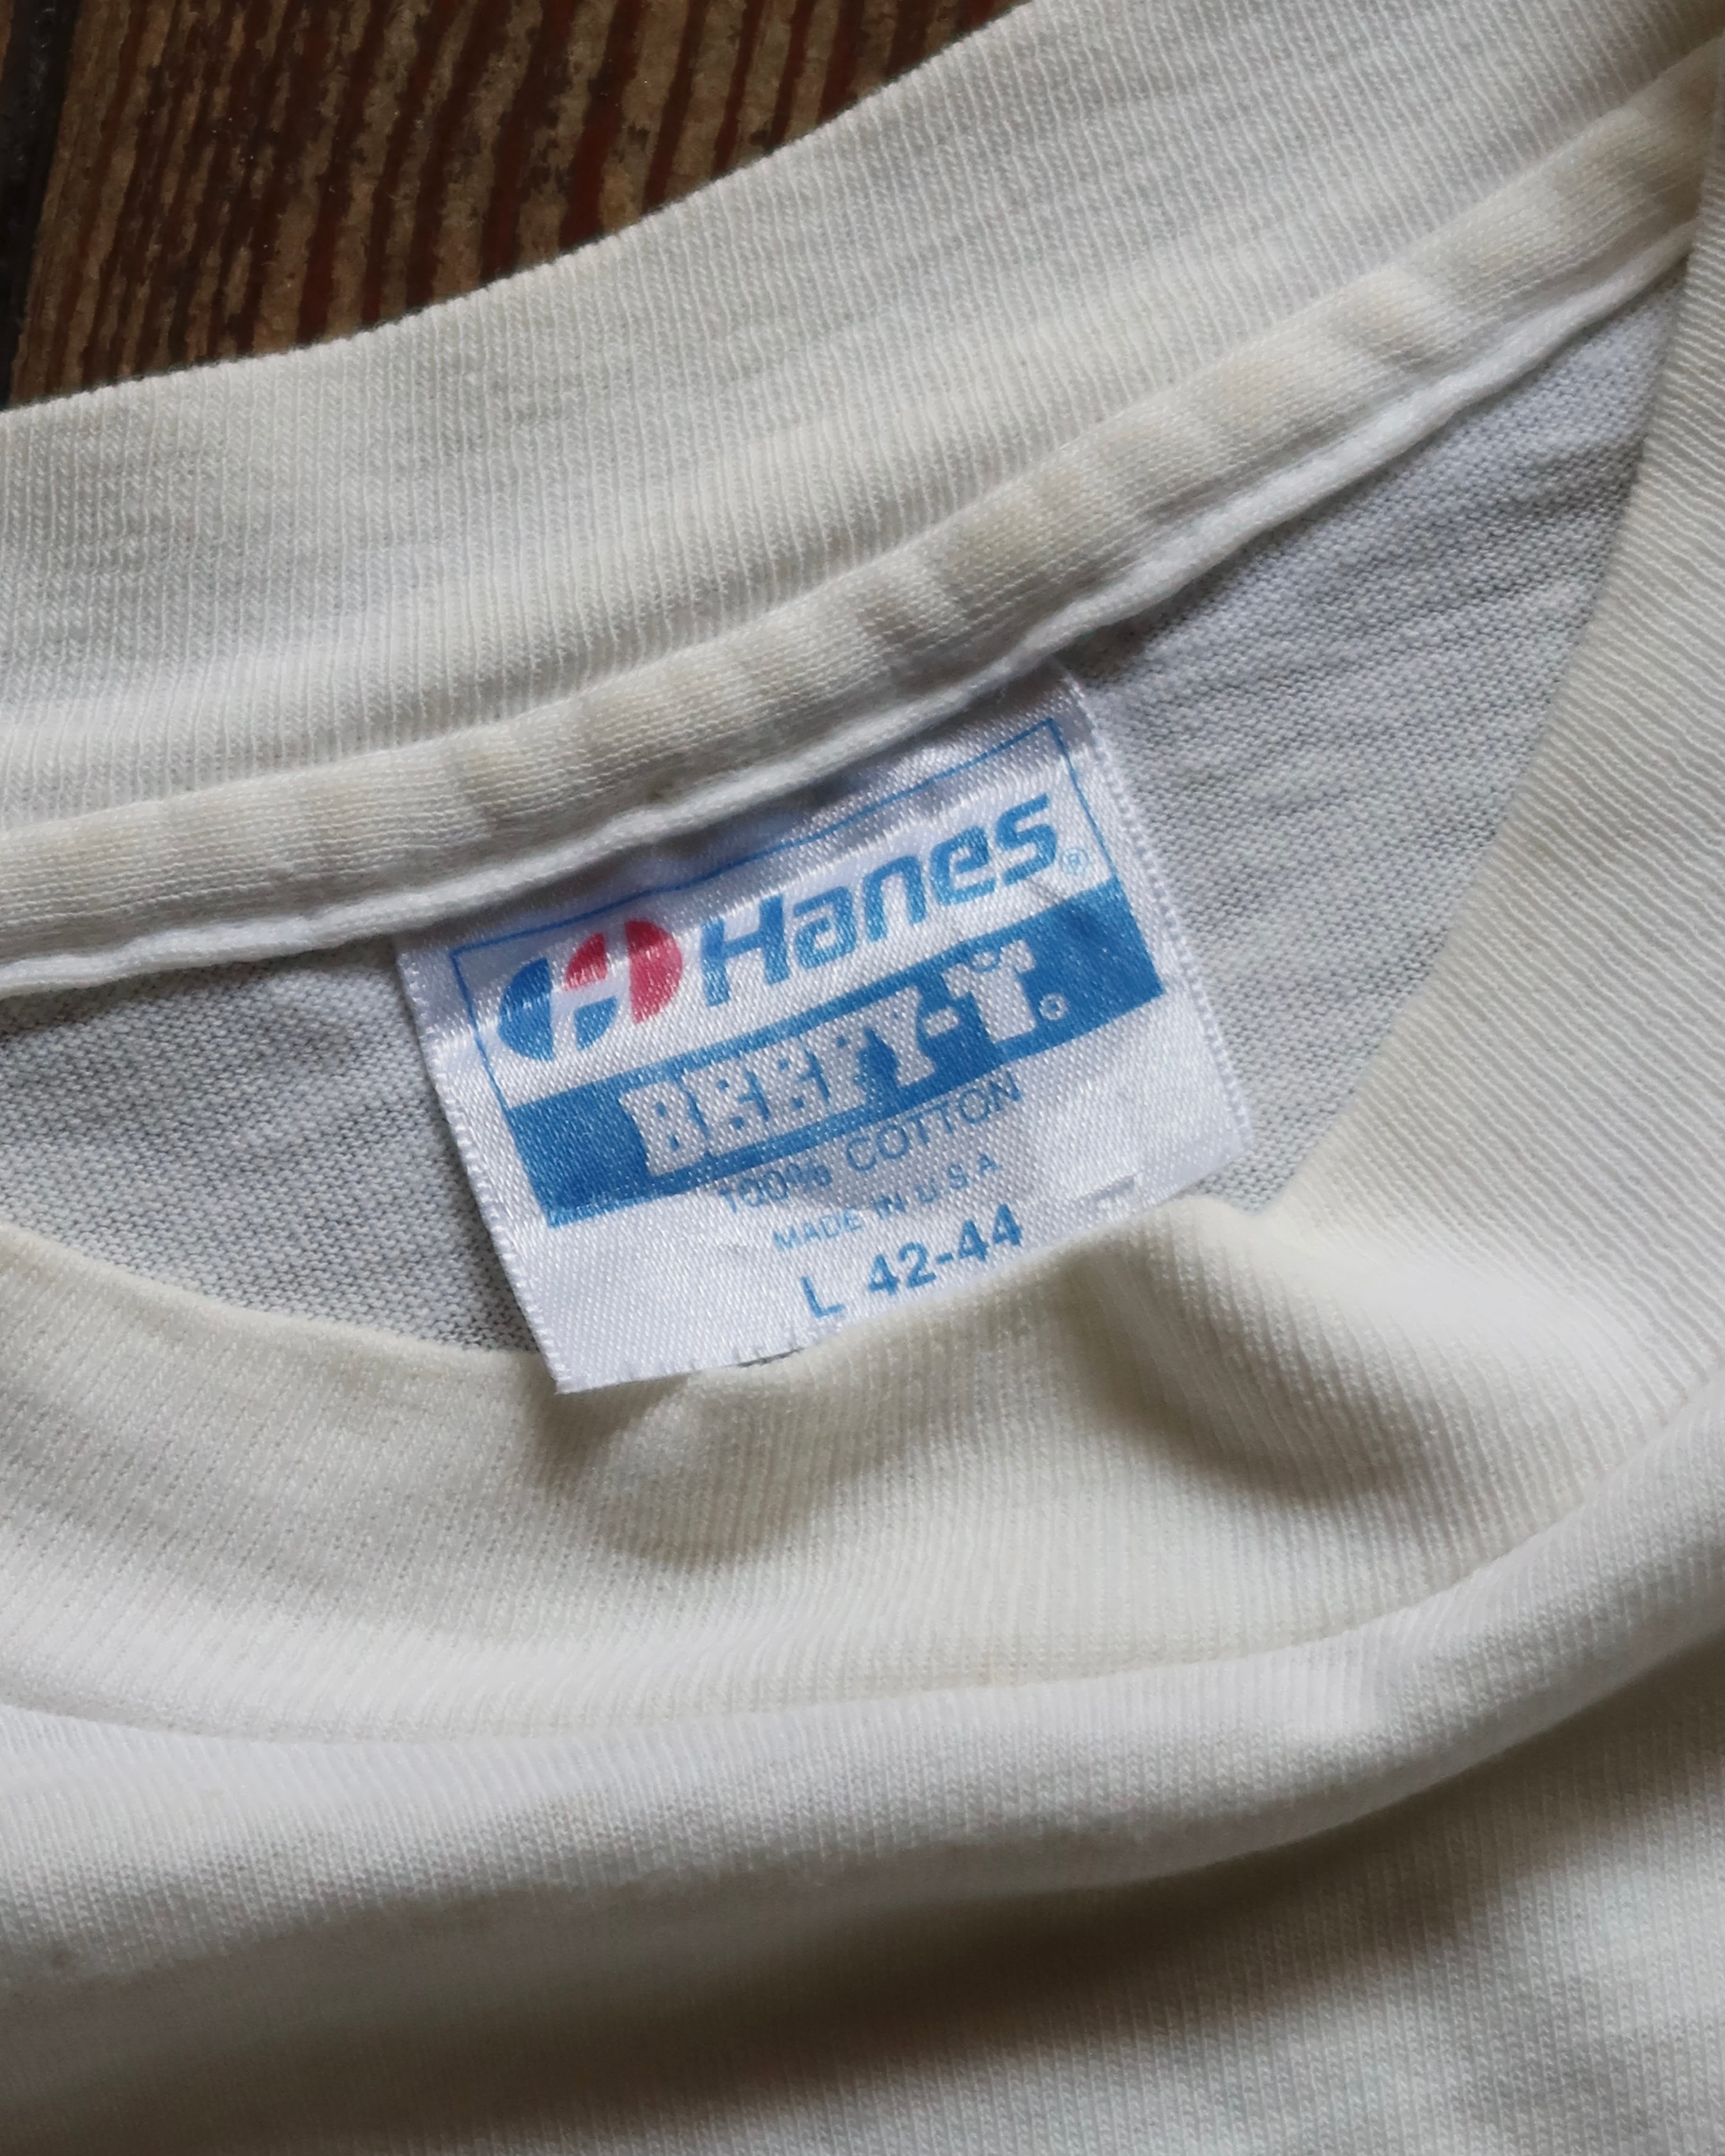 H Hanes®
BEEFY-T®
100% COTTON
MADE IN U.S.A
L 42-44